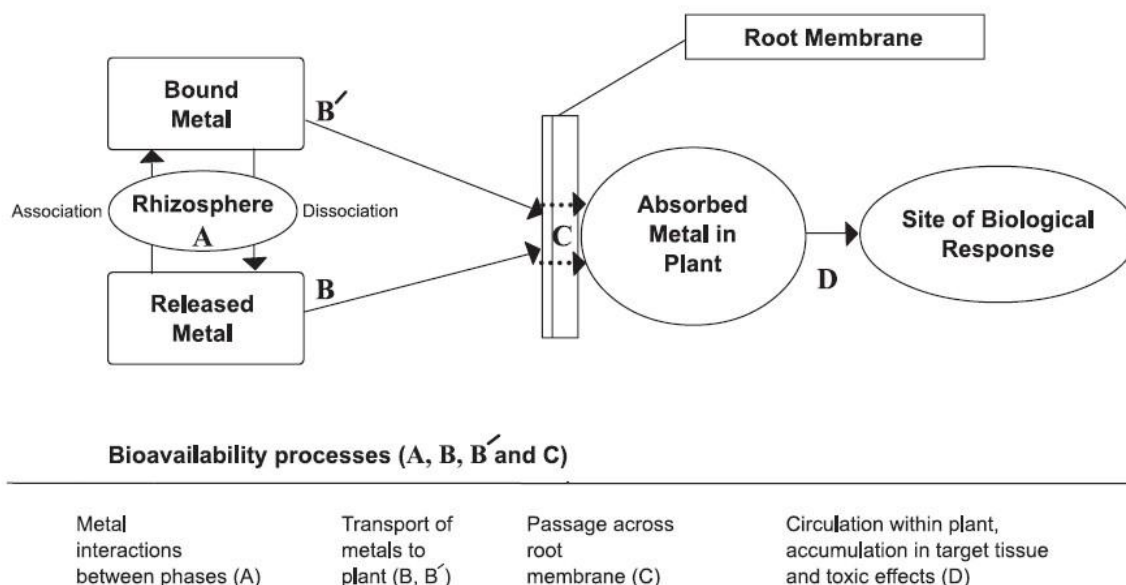 Root Membrane
Bound
Metal
B′
Association
Rhizosphere
A
Dissociation
C
Absorbed
Metal in
Plant
Site of Biological
Response
D
B
Released
Metal
Bioavailability processes (A, B, B′ and C)
Metal
interactions
between phases (A)
Transport of
metals to
plant (B, B′)
Passage across
root
membrane (C)
Circulation within plant,
accumulation in target tissue
and toxic effects (D)